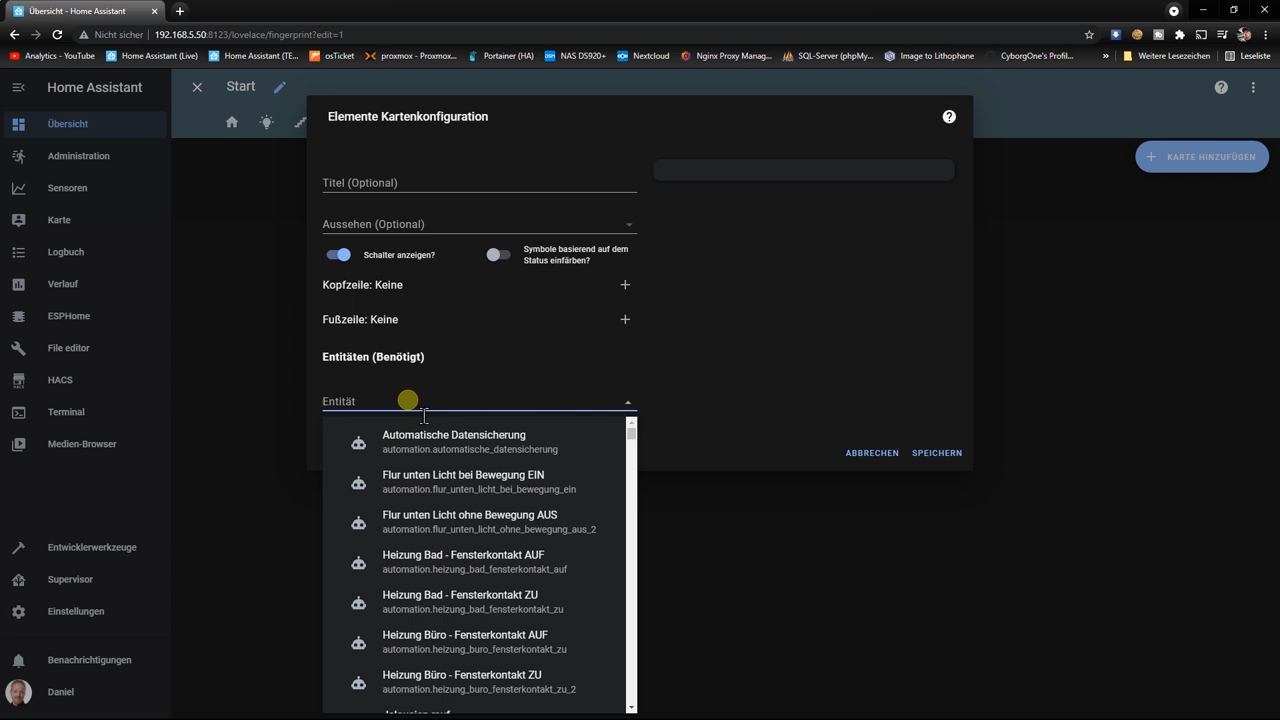 Übersicht - Home Assistant
Nicht sicher
192.168.5.50:8123/lovelace/fingerprint?edit=1
Analytics - YouTube
Home Assistant (Live)
Home Assistant (TE...
osTicket
proxmox - Proxmox...
Portainer (HA)
NAS DS920+
Nextcloud
Nginx Proxy Manag...
SQL-Server (phpMy...
Image to Lithophane
CyborgOne's Profil...
»
Weitere Lesezeichen
Leseliste
Home Assistant
Start
Übersicht
Administration
Sensoren
Karte
Logbuch
Verlauf
ESPHome
File editor
HACS
Terminal
Medien-Browser
Entwicklerwerkzeuge
Supervisor
Einstellungen
Benachrichtigungen
Daniel
KARTE HINZUFÜGEN
Elemente Kartenkonfiguration
Titel (Optional)
Aussehen (Optional)
Schalter anzeigen?
Symbole basierend auf dem
Status einfärben?
Kopfzeile: Keine
Fußzeile: Keine
Entitäten (Benötigt)
Entität
Automatische Datensicherung
automation.automatische_datensicherung
Flur unten Licht bei Bewegung EIN
automation.flur_unten_licht_bei_bewegung_ein
Flur unten Licht ohne Bewegung AUS
automation.flur_unten_licht_ohne_bewegung_aus_2
Heizung Bad - Fensterkontakt AUF
automation.heizung_bad_fensterkontakt_auf
Heizung Bad - Fensterkontakt ZU
automation.heizung_bad_fensterkontakt_zu
Heizung Büro - Fensterkontakt AUF
automation.heizung_buro_fensterkontakt_zu
Heizung Büro - Fensterkontakt ZU
automation.heizung_buro_fensterkontakt_zu_2
ABBRECHEN
SPEICHERN